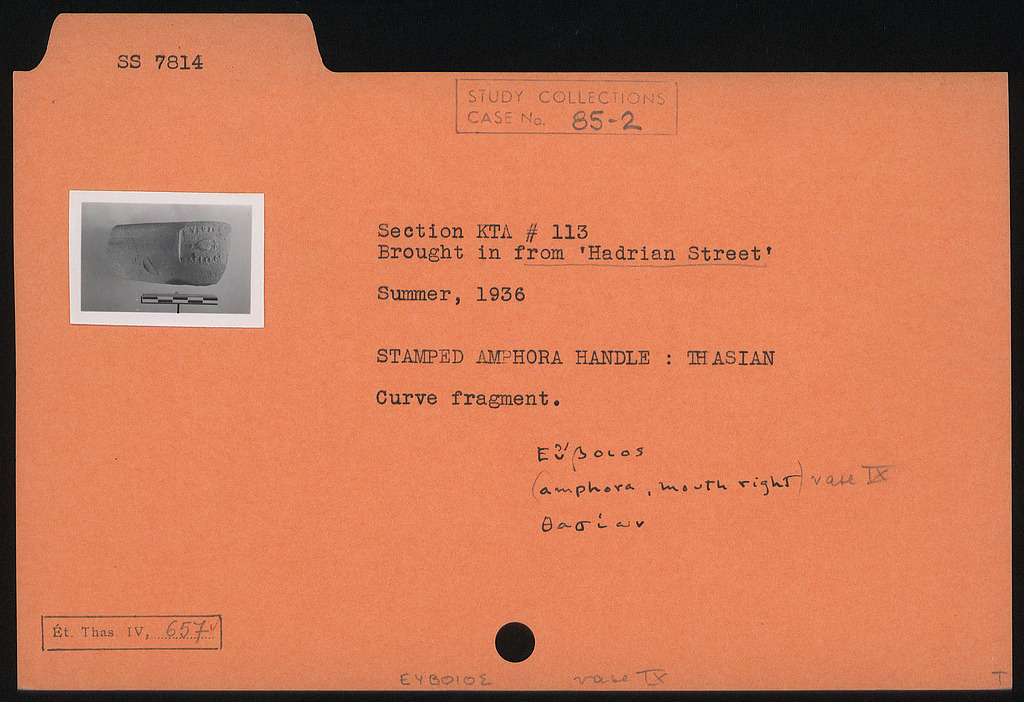 SS 7814
STUDY COLLECTIONS
CASE No. 85-2
Section KTΛ # 113
Brought in from 'Hadrian Street'
Summer, 1936
STAMPED AMPHORA HANDLE : THASIAN
Curve fragment.
Εὔβοιος
(amphora, mouth right) vase IX
Θασίων
Ét. Thas. IV, 657
ΕΥΒΟΙΟΣ vase IX T